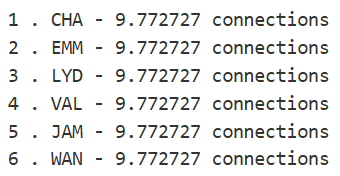 1 . CHA - 9.772727 connections
2 . EMM - 9.772727 connections
3 . LYD - 9.772727 connections
4 . VAL - 9.772727 connections
5 . JAM - 9.772727 connections
6 . WAN - 9.772727 connections